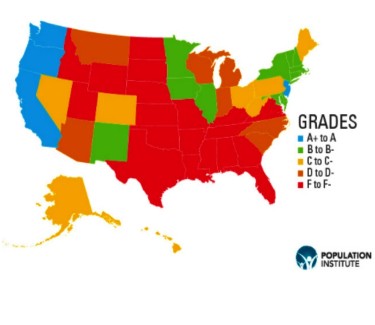 GRADES
A+ to A
B to B-
C to C-
D to D-
F to F-
POPULATION
INSTITUTE